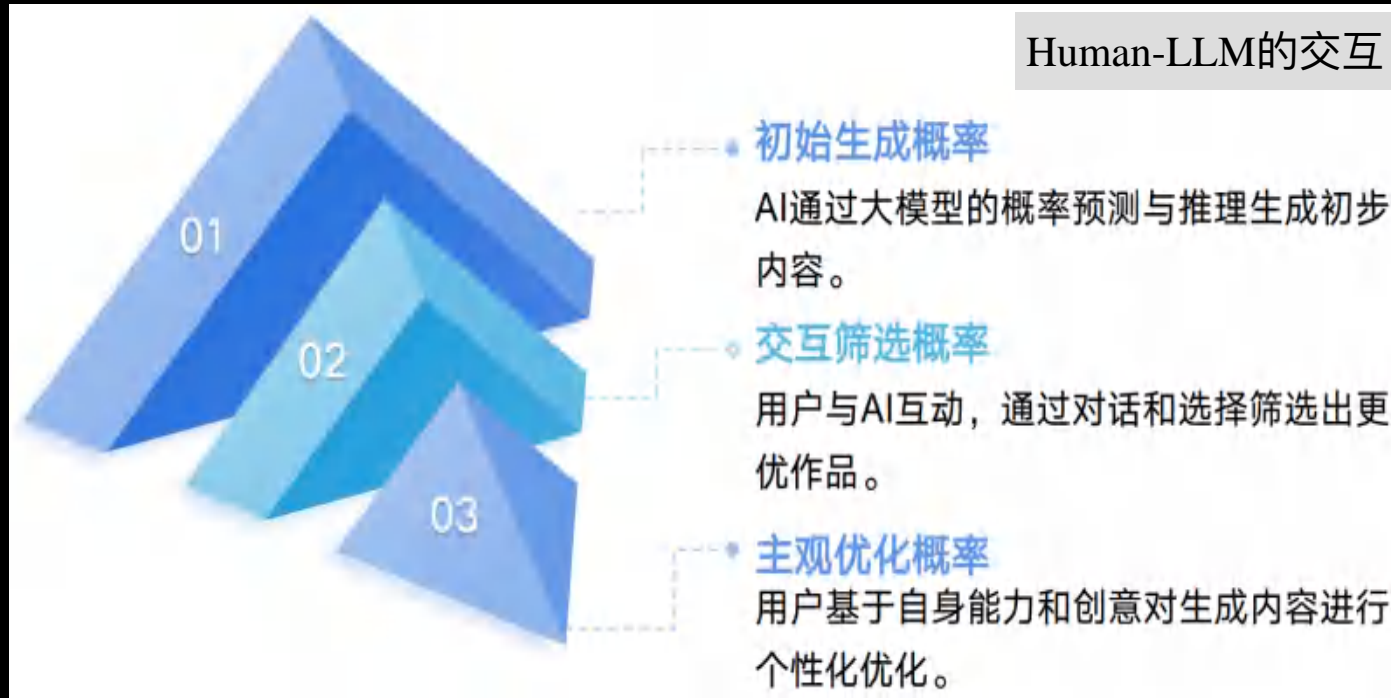 Human-LLM的交互
01
初始生成概率
AI通过大模型的概率预测与推理生成初步
内容。
02
交互筛选概率
用户与AI互动，通过对话和选择筛选出更
优作品。
03
主观优化概率
用户基于自身能力和创意对生成内容进行
个性化优化。